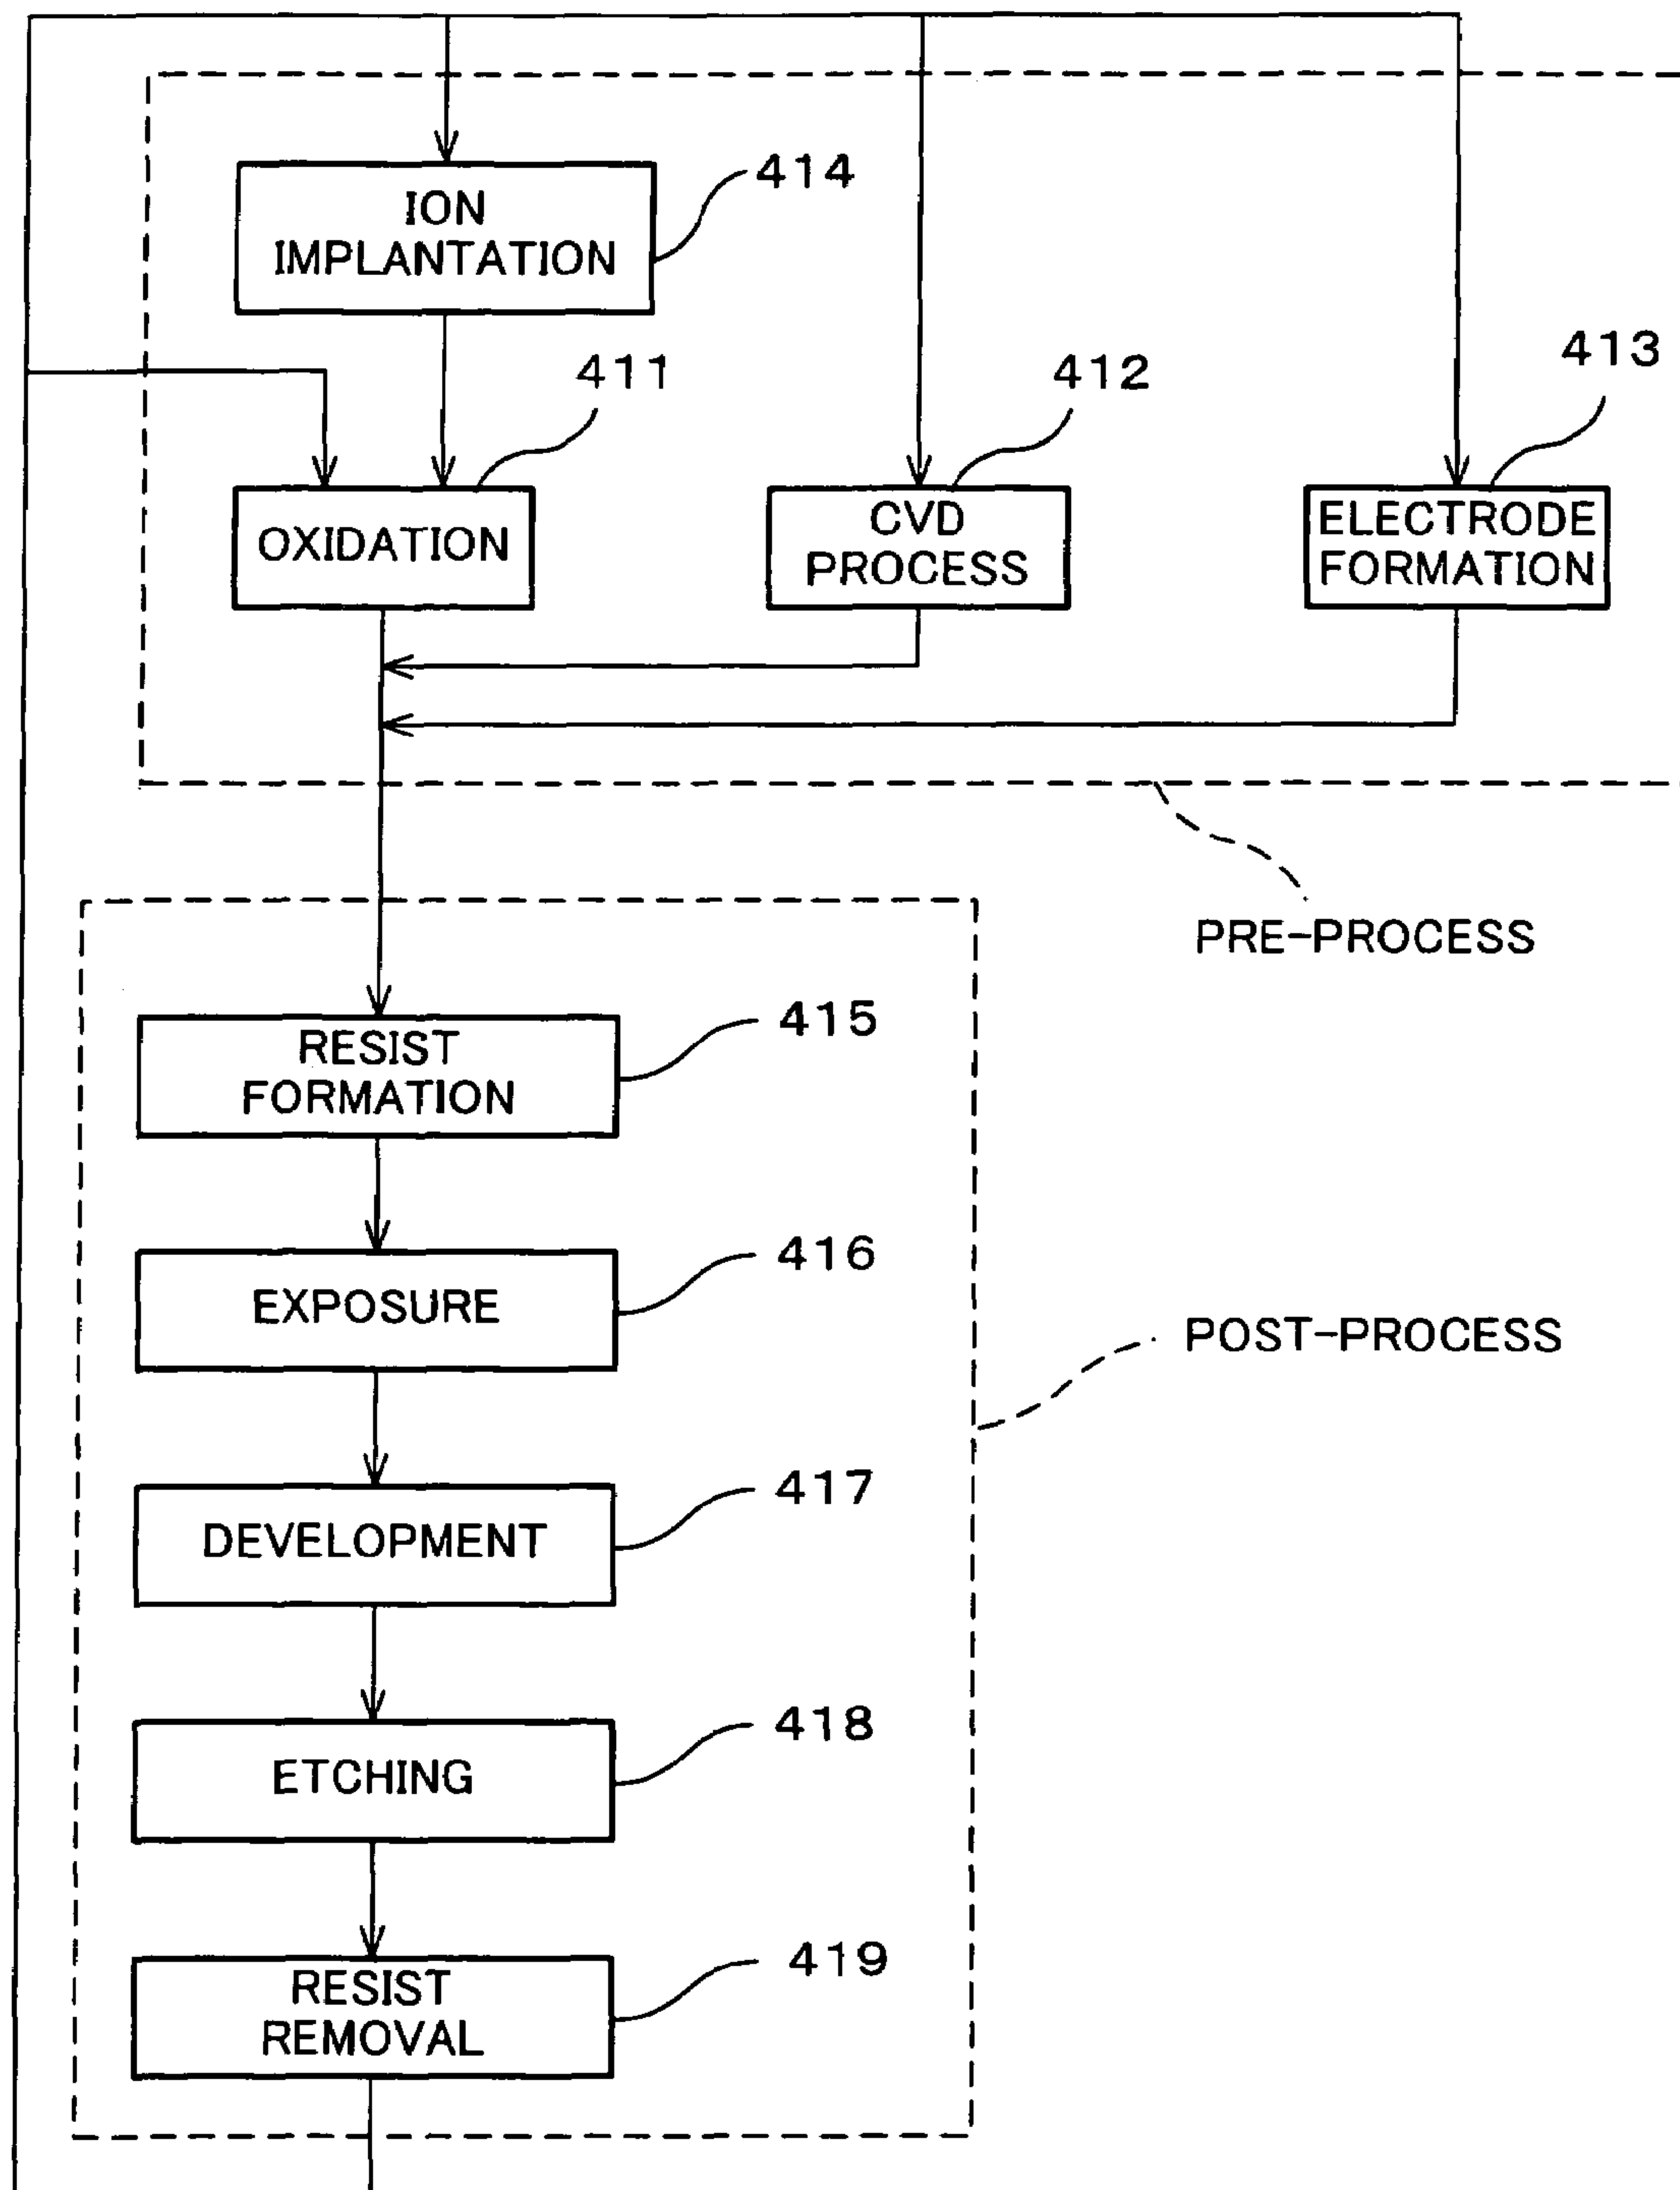 414
ION
IMPLANTATION
411
412
413
OXIDATION
CVD
PROCESS
ELECTRODE
FORMATION
PRE-PROCESS
415
RESIST
FORMATION
416
EXPOSURE
POST-PROCESS
417
DEVELOPMENT
418
ETCHING
419
RESIST
REMOVAL